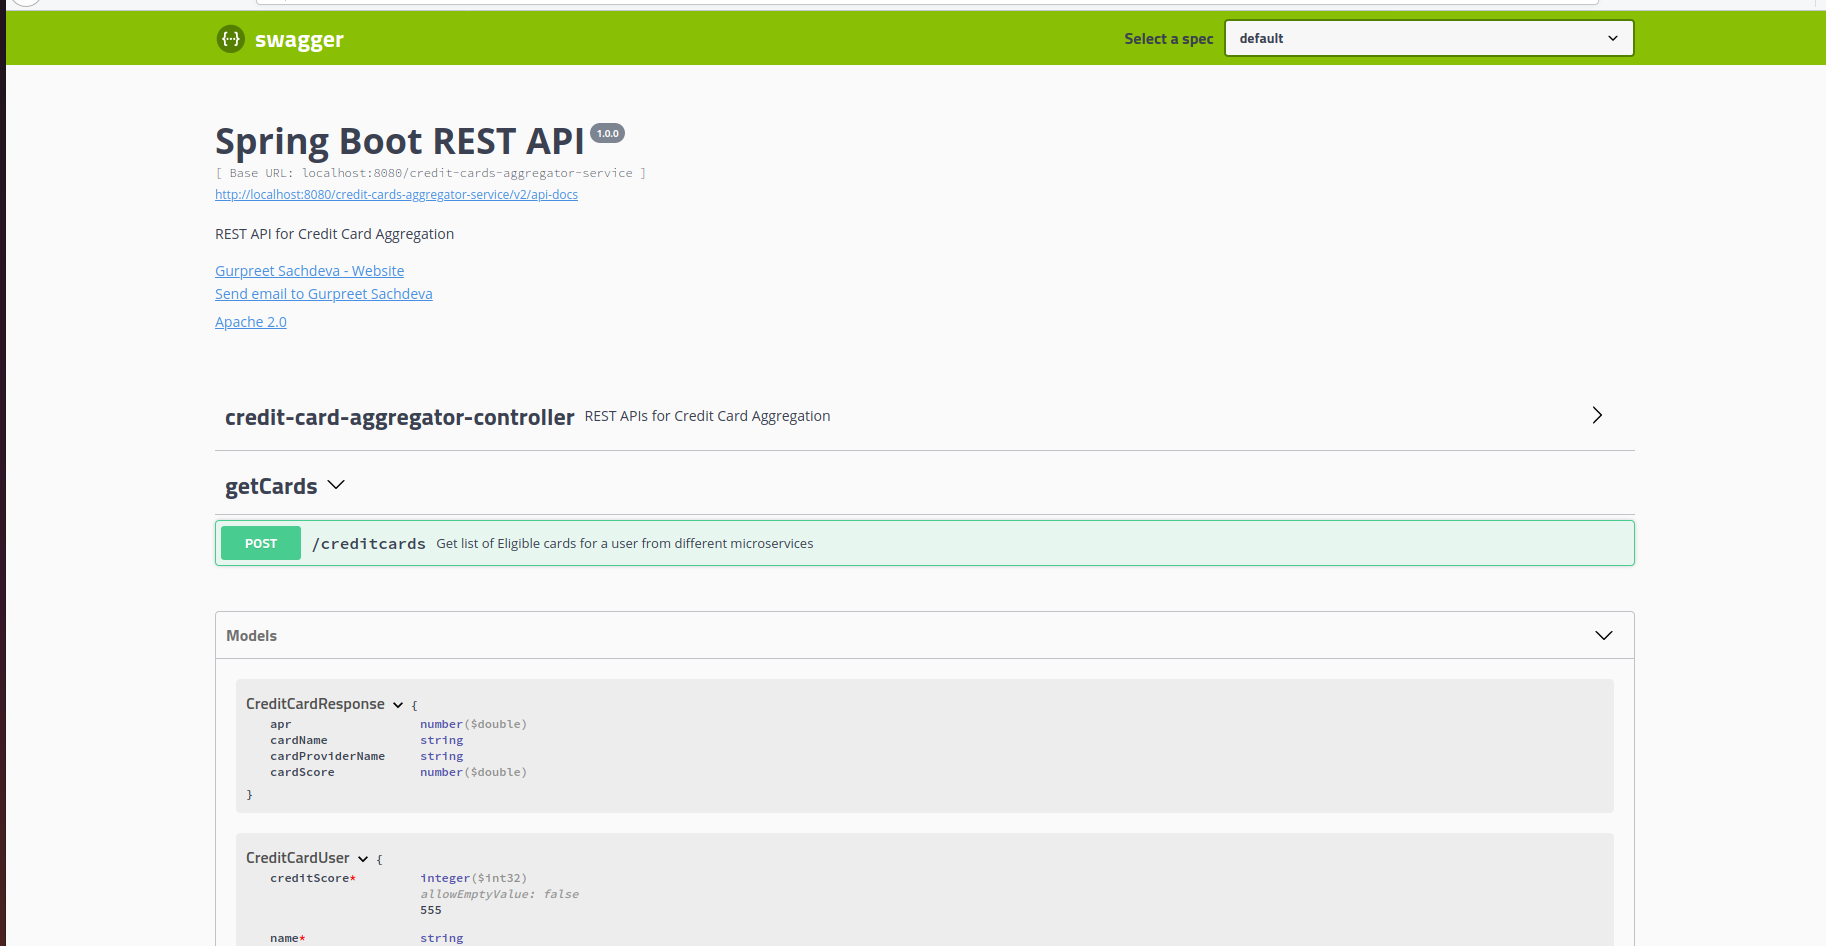 swagger
Select a spec default
Spring Boot REST API 1.0.0
[ Base URL: localhost:8080/credit-cards-aggregator-service ]
http://localhost:8080/credit-cards-aggregator-service/v2/api-docs
REST API for Credit Card Aggregation
Gurpreet Sachdeva - Website
Send email to Gurpreet Sachdeva
Apache 2.0
credit-card-aggregator-controller REST APIs for Credit Card Aggregation
getCards
POST /creditcards Get list of Eligible cards for a user from different microservices
Models
CreditCardResponse {
apr number($double)
cardName string
cardProviderName string
cardScore number($double)
}
CreditCardUser {
creditScore* integer($int32)
allowEmptyValue: false
555
name* string